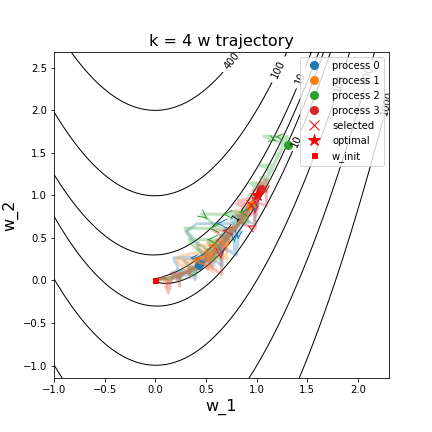 k = 4 w trajectory
400
100
10
10
process 0
process 1
process 2
process 3
selected
optimal
w_init
w_2
2.5
2.0
1.5
1.0
0.5
0.0
−0.5
−1.0
−1.0
−0.5
0.0
0.5
1.0
1.5
2.0
w_1